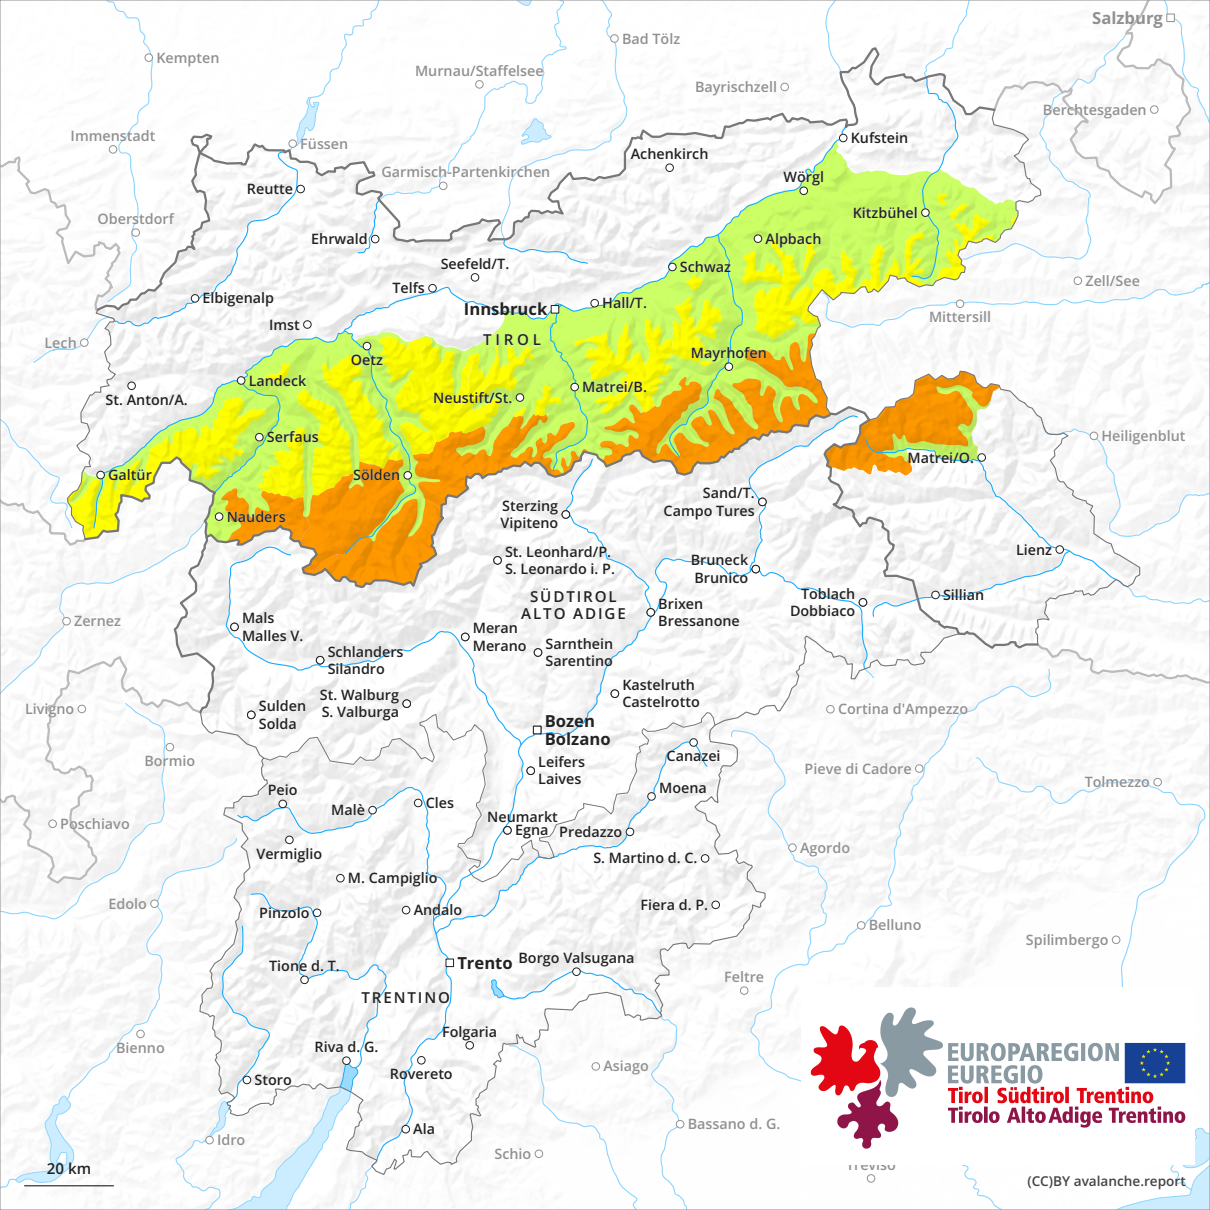 Salzburg
Bad Tölz
Kempten
Murnau/Staffelsee
Bayrischzell
Berchtesgaden
Immenstadt
Füssen
Kufstein
Achenkirch
Garmisch-Partenkirchen
Wörgl
Reutte
Oberstdorf
Kitzbühel
Ehrwald
Alpbach
Seefeld/T.
Schwaz
Zell/See
Telfs
Elbigenalp
Hall/T.
Innsbruck
Mittersill
Imst
TIROL
Lech
Oetz
Mayrhofen
Landeck
Matrei/B.
St. Anton/A.
Neustift/St.
Serfaus
Heiligenblut
Matrei/O.
Galtür
Sölden
Sand/T.
Campo Tures
Sterzing
Vipiteno
Nauders
St. Leonhard/P.
S. Leonardo i. P.
Lienz
Bruneck
Brunico
SÜDTIROL
ALTO ADIGE
Toblach
Dobbiaco
Sillian
Brixen
Bressanone
Zernez
Mals
Malles V.
Meran
Merano
Sarnthein
Sarentino
Schlanders
Silandro
Kastelruth
Castelrotto
St. Walburg
S. Valburga
Livigno
Sulden
Solda
Cortina d'Ampezzo
Bozen
Bolzano
Canazei
Bormio
Leifers
Laives
Pieve di Cadore
Tolmezzo
Peio
Moena
Malè
Cles
Neumarkt
Egna
Predazzo
Poschiavo
Vermiglio
S. Martino d. C.
Agordo
M. Campiglio
Edolo
Pinzolo
Andalo
Fiera d. P.
Belluno
Spilimbergo
Trento
Borgo Valsugana
Tione d. T.
Feltre
TRENTINO
Folgaria
Bienno
Riva d. G.
Rovereto
Asiago
Storo
EUROPAREGION
EUREGIO
Tirol Südtirol Trentino
Tirolo Alto Adige Trentino
Ala
Bassano d. G.
Idro
Schio
Treviso
20 km
(CC)BY avalanche.report